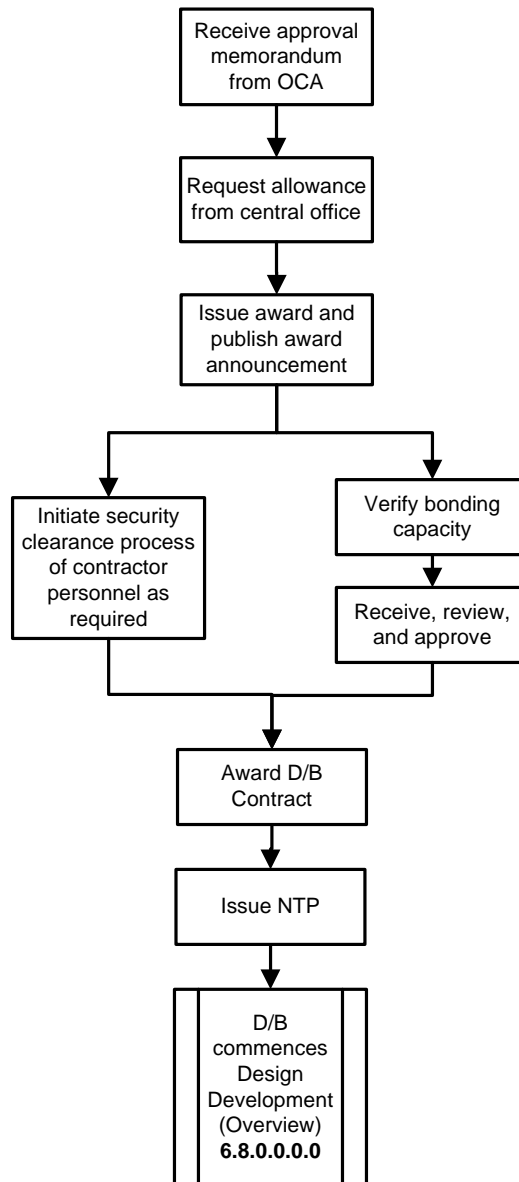 Receive approval
memorandum
from OCA
Request allowance
from central office
Issue award and
publish award
announcement
Initiate security
clearance process
of contractor
personnel as
required
Verify bonding
capacity
Receive, review,
and approve
Award D/B
Contract
Issue NTP
D/B
commences
Design
Development
(Overview)
6.8.0.0.0.0